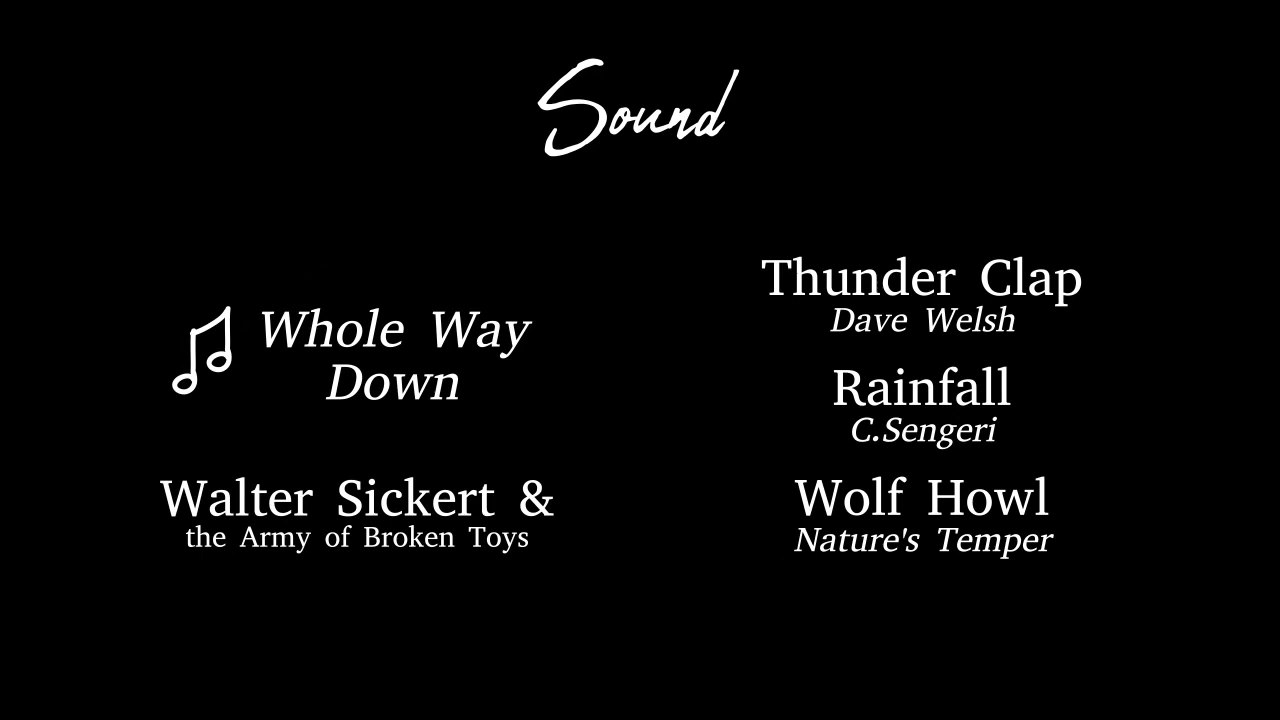 Sound
Whole Way
Down
Walter Sickert &
the Army of Broken Toys
Thunder Clap
Dave Welsh
Rainfall
C.Sengeri
Wolf Howl
Nature's Temper